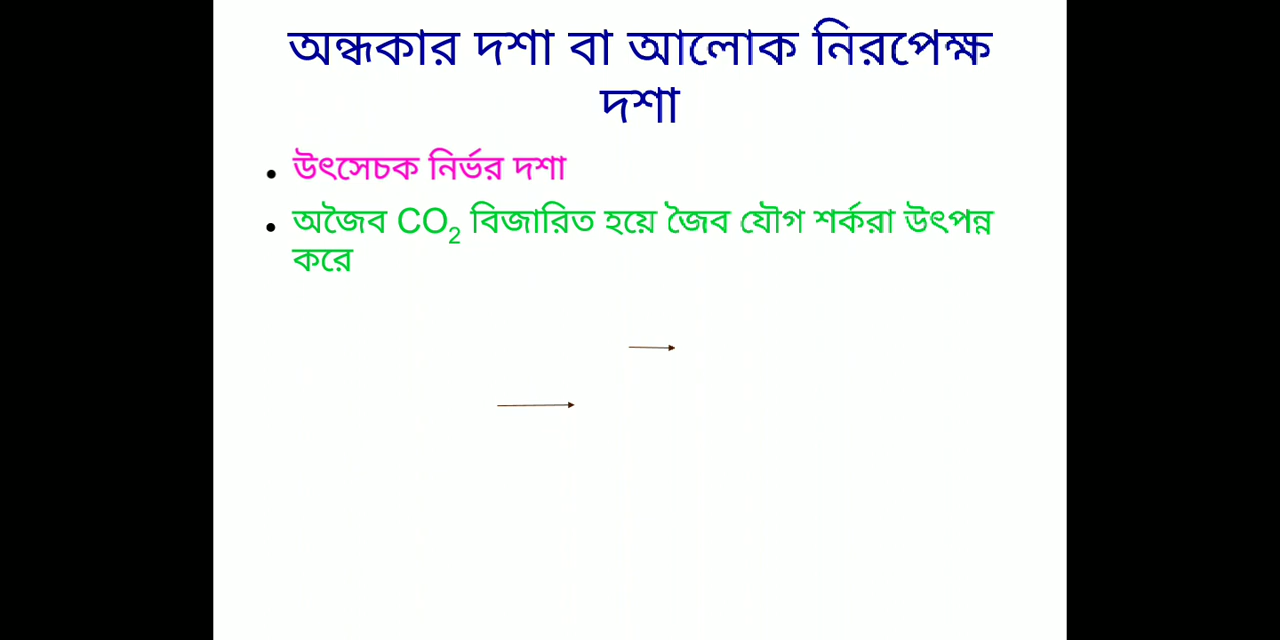 অন্ধকার দশা বা আলোক নিরপেক্ষ
দশা
• উৎসেচক নির্ভর দশা
• অজৈব CO₂ বিজারিত হয়ে জৈব যৌগ শর্করা উৎপন্ন
করে